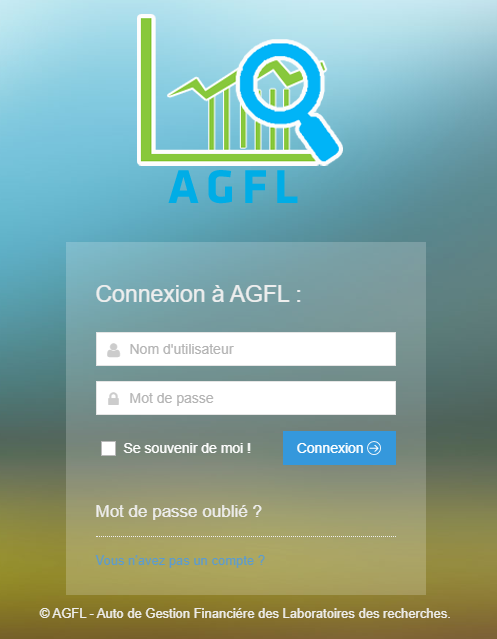 AGFL
Connexion à AGFL :
Nom d'utilisateur
Mot de passe
Se souvenir de moi !
Connexion
Mot de passe oublié ?
Vous n'avez pas un compte ?
© AGFL - Auto de Gestion Financiére des Laboratoires des recherches.